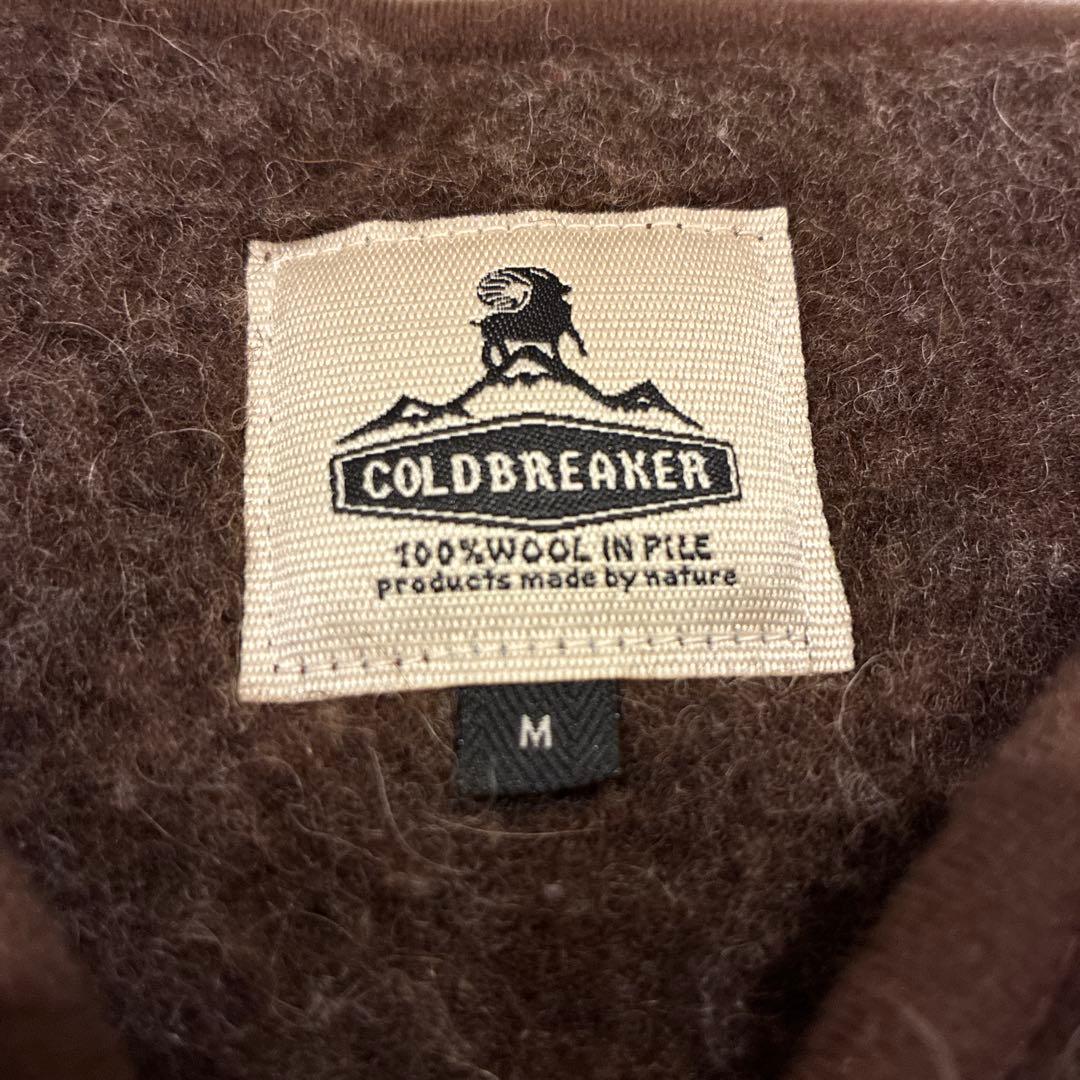 COLDBREAKER
100%WOOL IN PILE
products made by nature
M